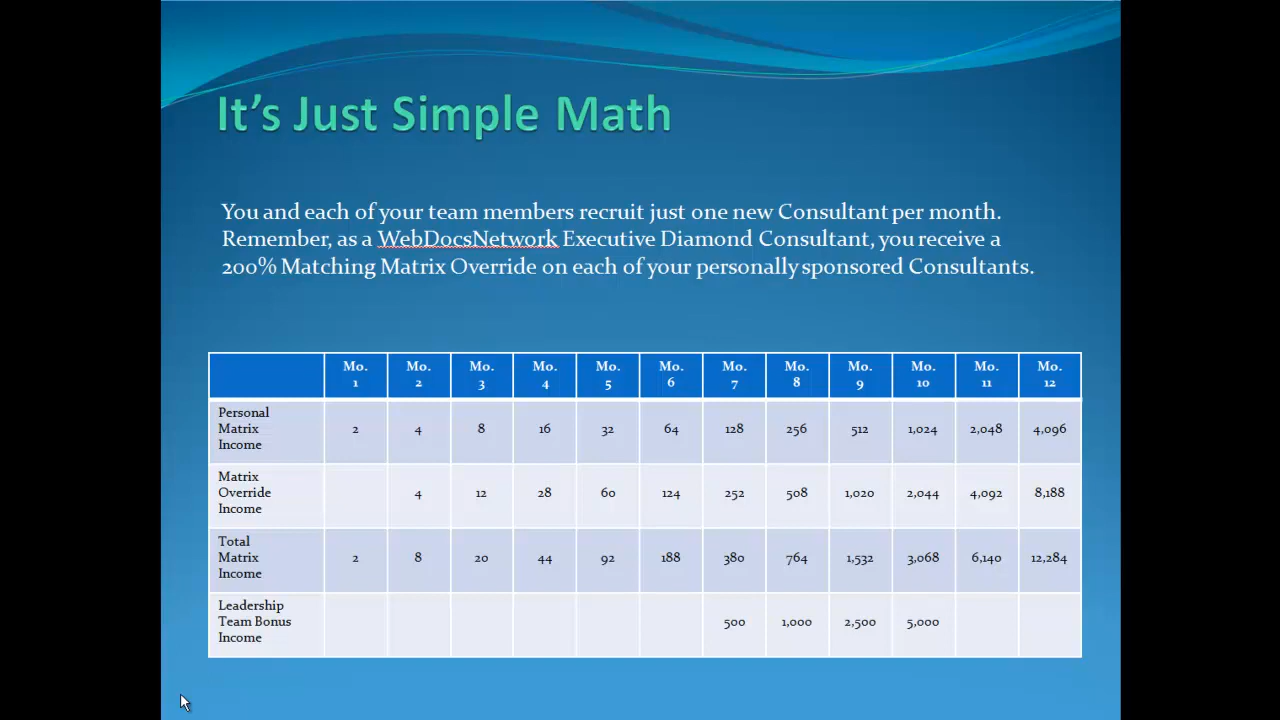 It's Just Simple Math
You and each of your team members recruit just one new Consultant per month.
Remember, as a WebDocsNetwork Executive Diamond Consultant, you receive a
200% Matching Matrix Override on each of your personally sponsored Consultants.
Mo. 1 Mo. 2 Mo. 3 Mo. 4 Mo. 5 Mo. 6 Mo. 7 Mo. 8 Mo. 9 Mo. 10 Mo. 11 Mo. 12
Personal Matrix Income 2 4 8 16 32 64 128 256 512 1,024 2,048 4,096
Matrix Override Income 4 12 28 60 124 252 508 1,020 2,044 4,092 8,188
Total Matrix Income 2 8 20 44 92 188 380 764 1,532 3,068 6,140 12,284
Leadership Team Bonus Income 500 1,000 2,500 5,000